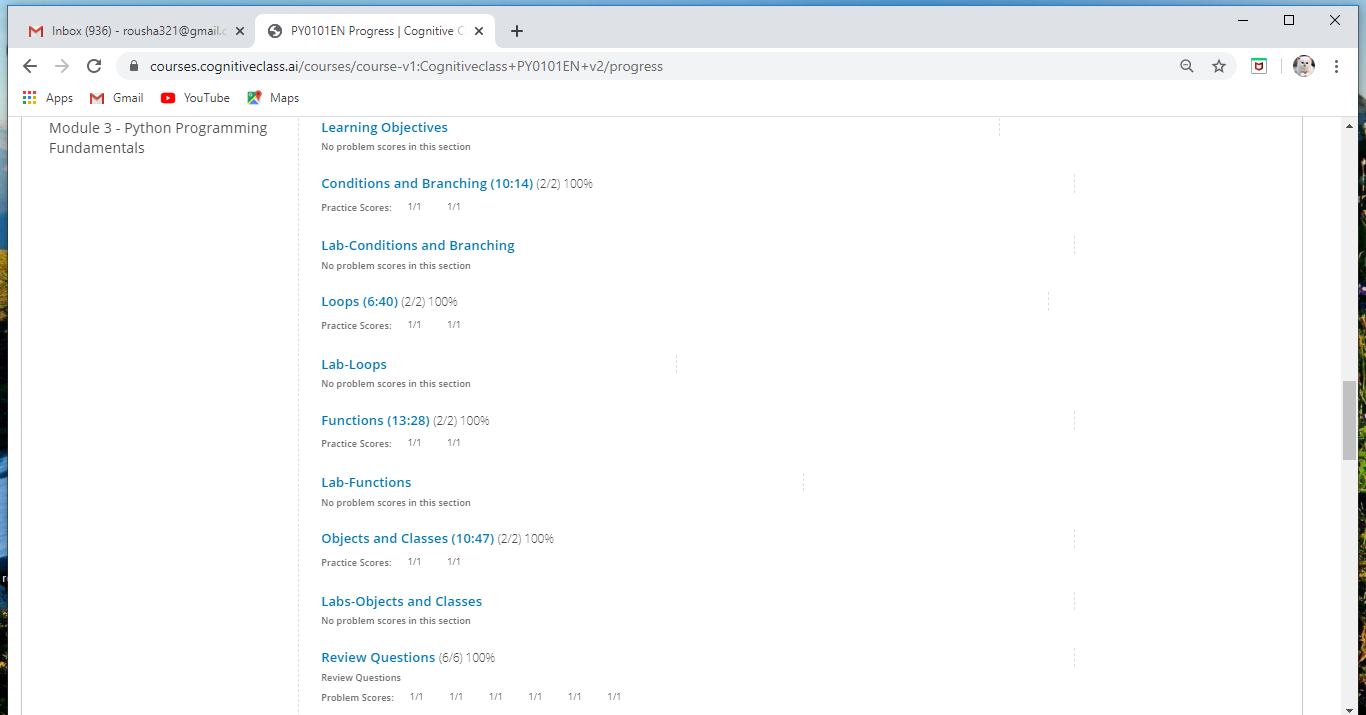 Inbox (936) - rousha321@gmail.c
PY0101EN Progress | Cognitive C
courses.cognitiveclass.ai/courses/course-v1:Cognitiveclass+PY0101EN+v2/progress
Apps Gmail YouTube Maps
Module 3 - Python Programming
Fundamentals
Learning Objectives
No problem scores in this section
Conditions and Branching (10:14) (2/2) 100%
Practice Scores: 1/1 1/1
Lab-Conditions and Branching
No problem scores in this section
Loops (6:40) (2/2) 100%
Practice Scores: 1/1 1/1
Lab-Loops
No problem scores in this section
Functions (13:28) (2/2) 100%
Practice Scores: 1/1 1/1
Lab-Functions
No problem scores in this section
Objects and Classes (10:47) (2/2) 100%
Practice Scores: 1/1 1/1
Labs-Objects and Classes
No problem scores in this section
Review Questions (6/6) 100%
Review Questions
Problem Scores: 1/1 1/1 1/1 1/1 1/1 1/1